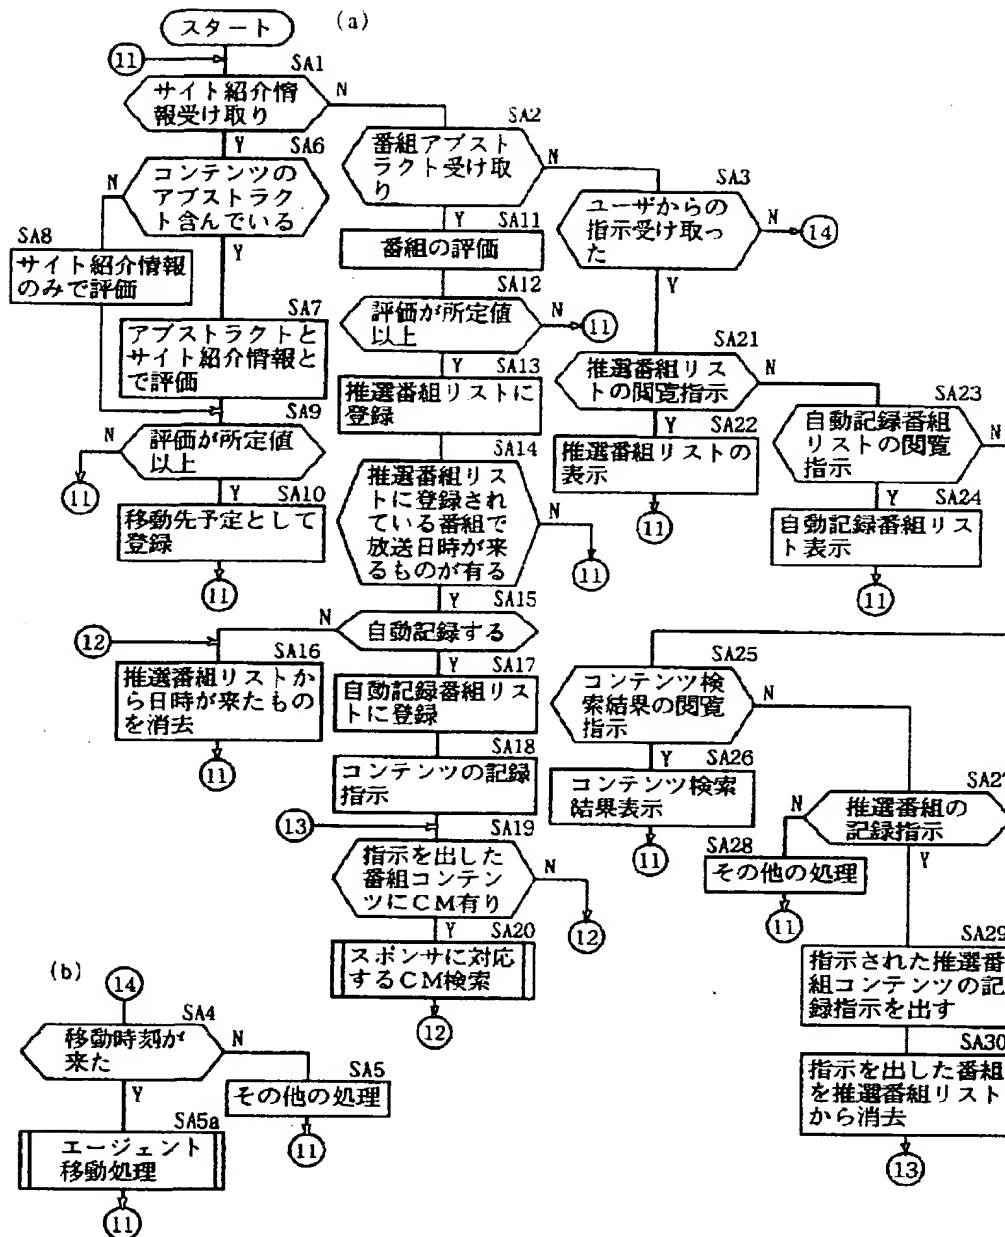 スタート
(a)
11
SA1
サイト紹介情
報受け取り
N
Y
SA2
番組アブスト
ラクト受け取
り
N
Y
SA3
ユーザからの
指示受け取っ
た
N
14
Y
SA6
コンテンツの
アブストラク
ト含んでいる
N
Y
SA8
サイト紹介情報
のみで評価
SA7
アブストラクトと
サイト紹介情報と
で評価
SA9
評価が所定値
以上
N
11
Y
SA10
移動先予定として
登録
11
SA11
番組の評価
SA12
評価が所定値
以上
N
11
Y
SA13
推選番組リストに
登録
SA14
推選番組リス
トに登録され
ている番組で
放送日時が来
るものが有る
N
11
Y
SA15
自動記録する
N
Y
12
SA16
推選番組リストか
ら日時が来たもの
を消去
11
SA17
自動記録番組リス
トに登録
SA18
コンテンツの記録
指示
13
SA19
指示を出した
番組コンテン
ツにCM有り
N
12
Y
SA20
スポンサに対応
するCM検索
12
SA21
推選番組リス
トの閲覧指示
N
Y
SA22
推選番組リストの
表示
11
SA23
自動記録番組
リストの閲覧
指示
N
Y
SA24
自動記録番組リス
ト表示
11
SA25
コンテンツ検
索結果の閲覧
指示
N
Y
SA26
コンテンツ検索
結果表示
11
SA27
推選番組の
記録指示
N
Y
SA28
その他の処理
11
SA29
指示された推選番
組コンテンツの記
録指示を出す
SA30
指示を出した番組
を推選番組リスト
から消去
13
(b)
14
SA4
移動時刻が
来た
N
Y
SA5
その他の処理
11
SA5a
エージェント
移動処理
11